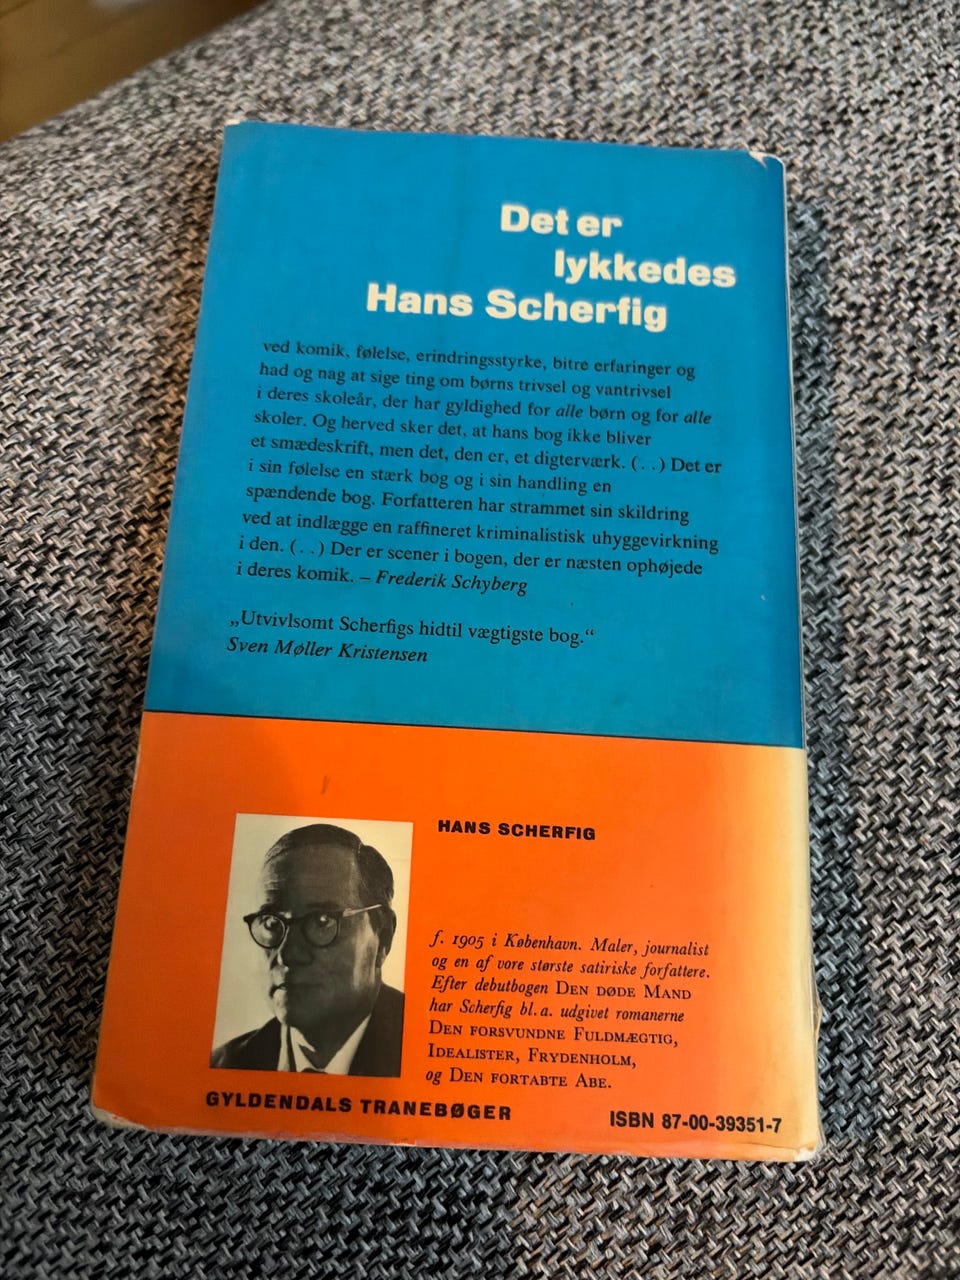 Det er
lykkedes
Hans Scherfig
ved komik, følelse, erindringsstyrke, bitre erfaringer og
had og nag at sige ting om børns trivsel og vantrivsel
i deres skoleår, der har gyldighed for alle børn og for alle
skoler. Og herved sker det, at hans bog ikke bliver
et smædeskrift, men det, den er, et digterværk. (. .) Det er
i sin følelse en stærk bog og i sin handling en
spændende bog. Forfatteren har strammet sin skildring
ved at indlægge en raffineret kriminalistisk uhyggevirkning
i den. (. .) Der er scener i bogen, der er næsten ophøjede
i deres komik. – Frederik Schyberg
„Utvivlsomt Scherfigs hidtil vægtigste bog.“
Sven Møller Kristensen
HANS SCHERFIG
f. 1905 i København. Maler, journalist
og en af vore største satiriske forfattere.
Efter debutbogen DEN DØDE MAND
har Scherfig bl. a. udgivet romanerne
DEN FORSVUNDNE FULDMÆGTIG,
IDEALISTER, FRYDENHOLM,
og DEN FORTABTE ABE.
GYLDENDALS TRANEBØGER
ISBN 87-00-39351-7